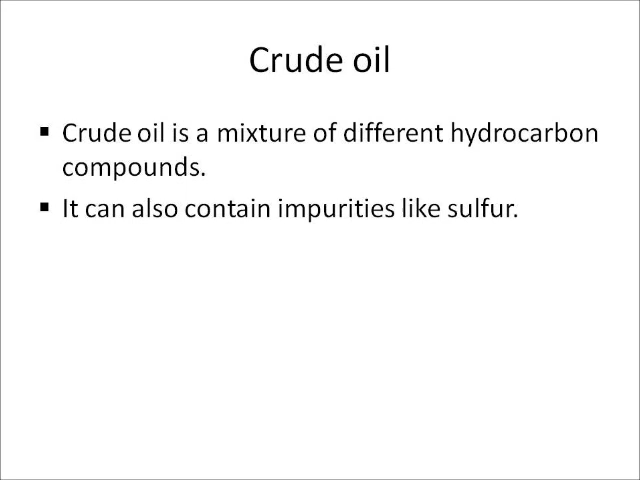 Crude oil
▪ Crude oil is a mixture of different hydrocarbon
compounds.
▪ It can also contain impurities like sulfur.